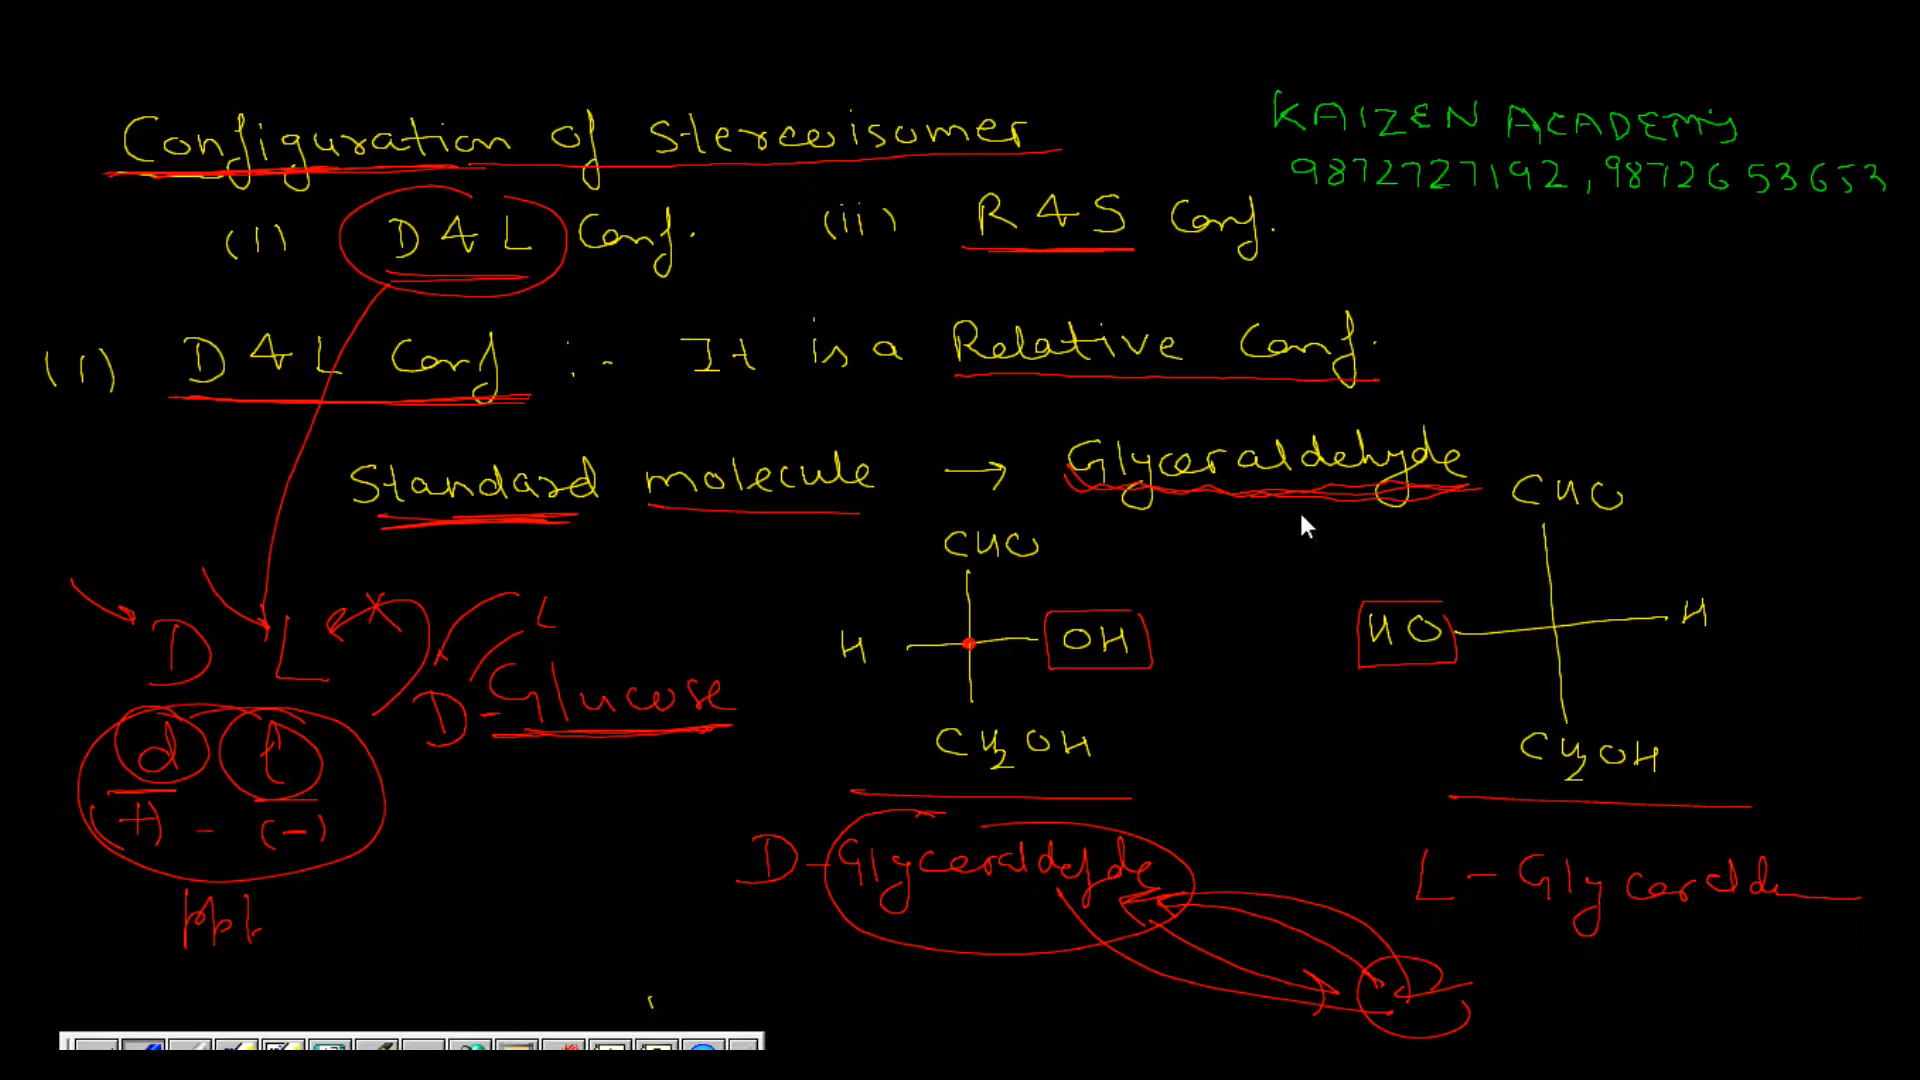 Configuration of stereoisomer
KAIZEN ACADEMY
9872727192, 9872653653
(i) D & L Conf. (ii) R & S Conf.
(i) D & L Conf :- It is a Relative Conf.
Standard molecule → Glyceraldehyde
CHO CHO
D L L
H OH HO H
D-Glucose
d l
CH2OH CH2OH
(+) - (-)
D-Glyceraldehyde L-Glyceralde
ppt